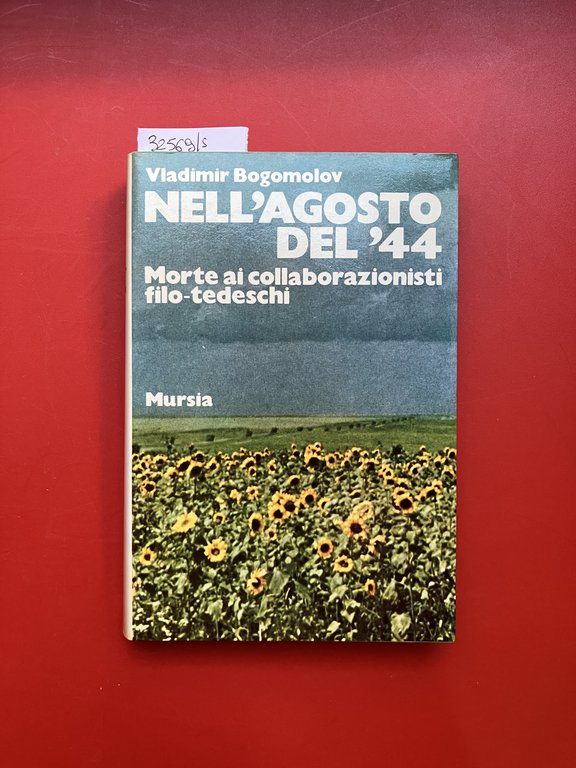 32569/s
Vladimir Bogomolov
NELL'AGOSTO
DEL '44
Morte ai collaborazionisti
filo-tedeschi
Mursia